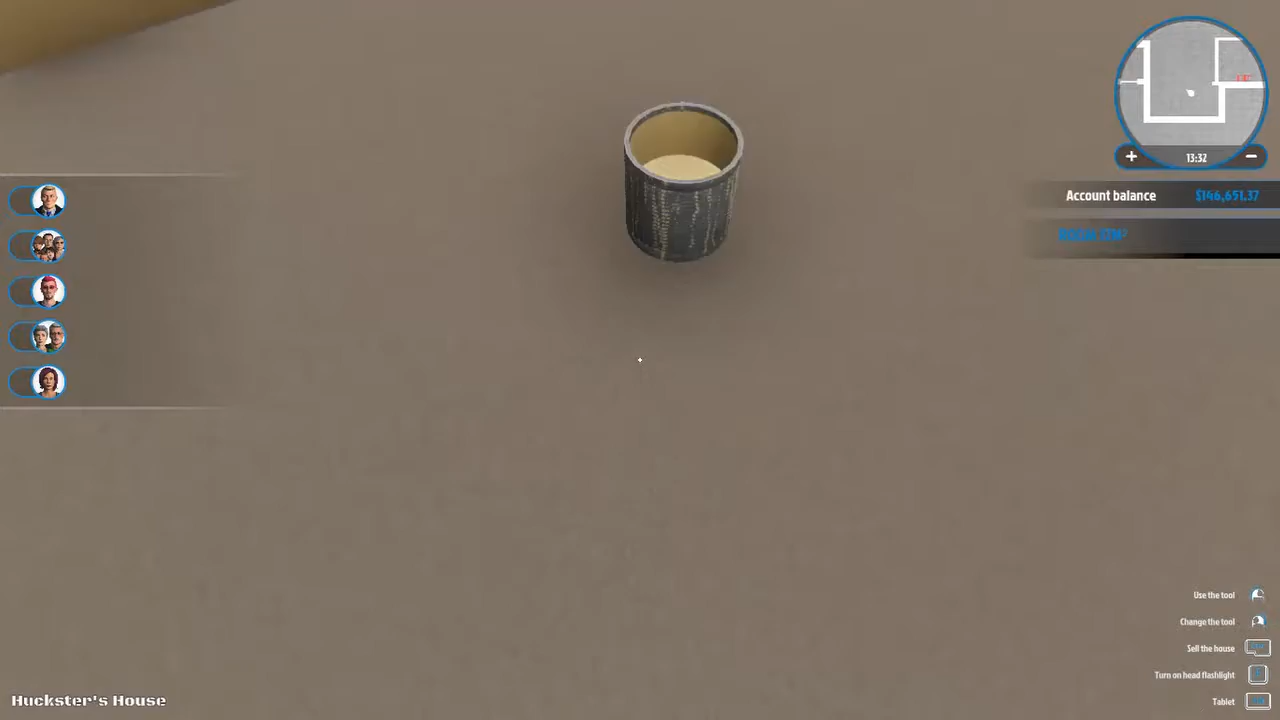 13:32
Account balance $146,651.37
Use the tool
Change the tool
Sell the house
Turn on head flashlight
Tablet
Huckster's House